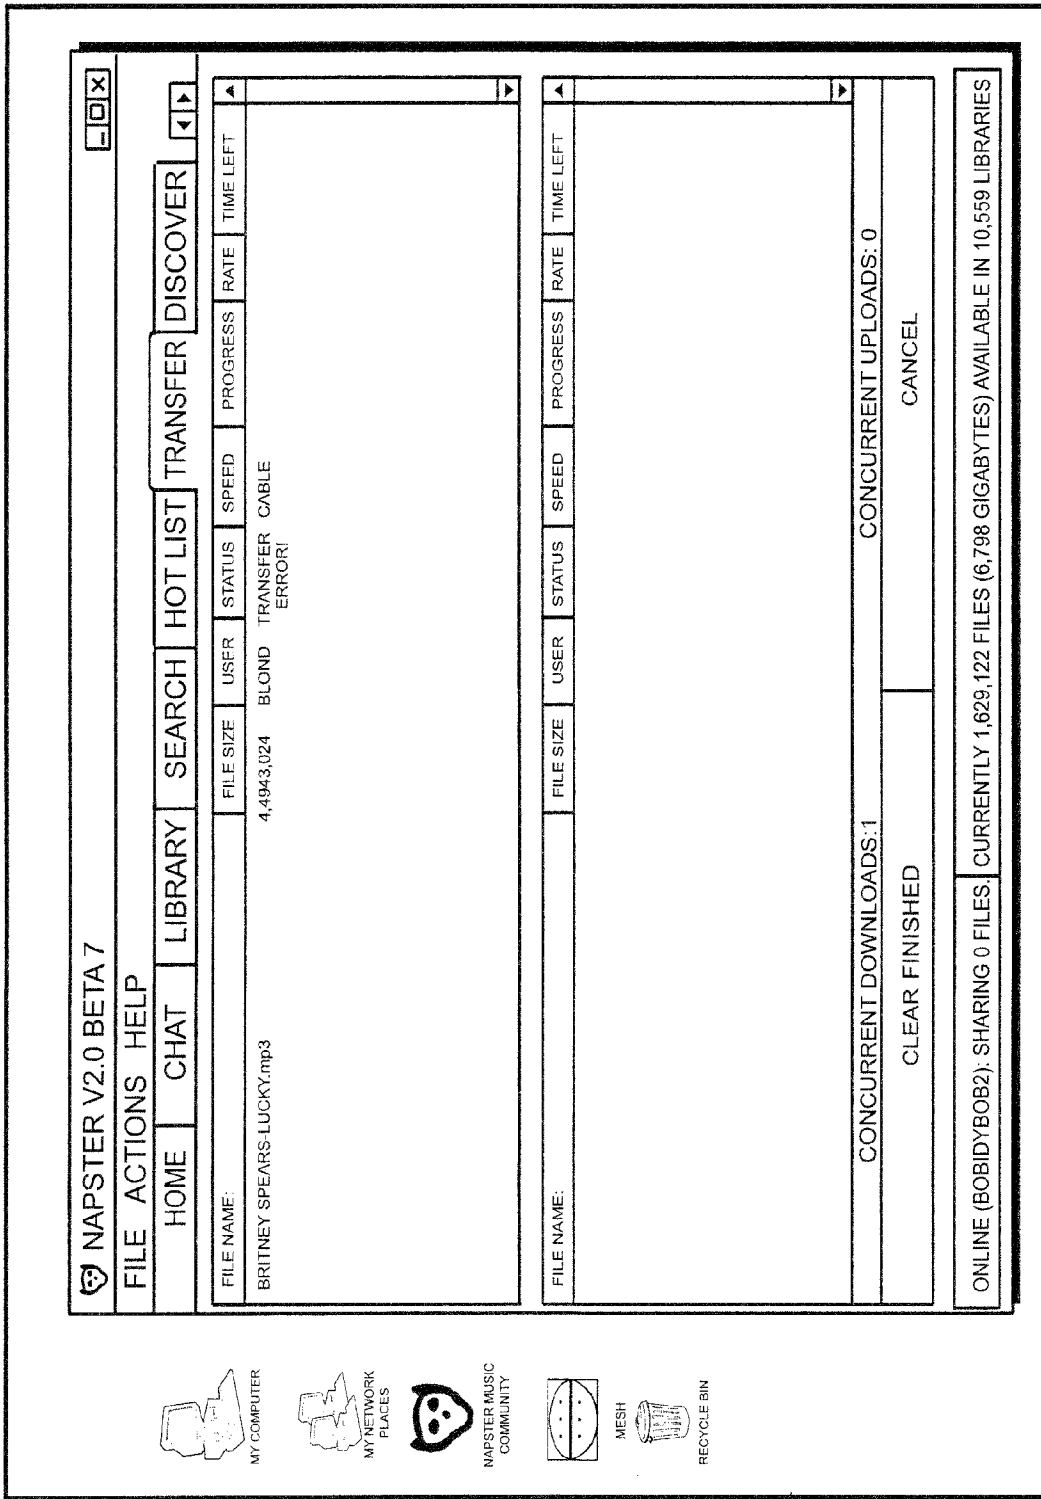 NAPSTER V2.0 BETA 7
FILE ACTIONS HELP
HOME CHAT LIBRARY SEARCH HOT LIST TRANSFER DISCOVER
FILE NAME: FILE SIZE USER STATUS SPEED PROGRESS RATE TIME LEFT
BRITNEY SPEARS-LUCKY.mp3 4,4943,024 BLOND TRANSFER CABLE
ERROR!
FILE NAME: FILE SIZE USER STATUS SPEED PROGRESS RATE TIME LEFT
CONCURRENT DOWNLOADS:1 CONCURRENT UPLOADS: 0
CLEAR FINISHED CANCEL
ONLINE (BOBIDYBOB2): SHARING 0 FILES. CURRENTLY 1,629,122 FILES (6,798 GIGABYTES) AVAILABLE IN 10,559 LIBRARIES
MY COMPUTER
MY NETWORK
PLACES
NAPSTER MUSIC
COMMUNITY
MESH
RECYCLE BIN